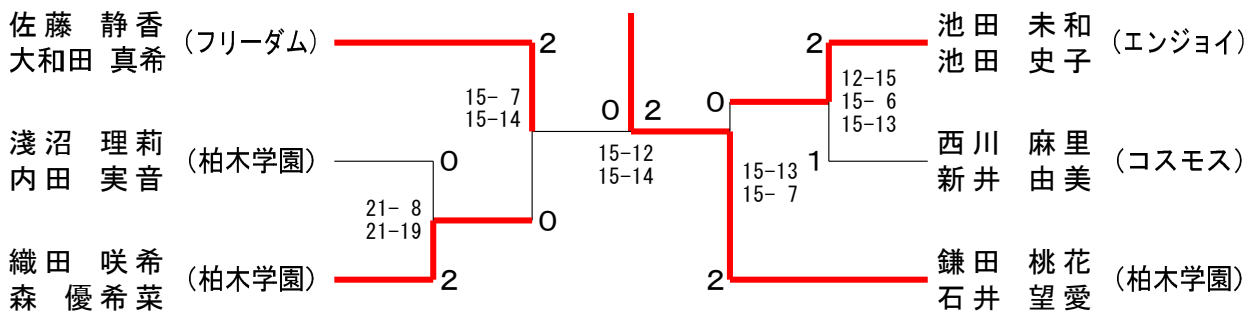 佐藤 静香
大和田 真希
(フリーダム)
2
15- 7
15-14
淺沼 理莉
内田 実音
(柏木学園)
0
21- 8
21-19
0
織田 咲希
森 優希菜
(柏木学園)
2
0 2
15-12
15-14
池田 未和
池田 史子
(エンジョイ)
2
0
12-15
15- 6
15-13
西川 麻里
新井 由美
(コスモス)
1
15-13
15- 7
鎌田 桃花
石井 望愛
(柏木学園)
2